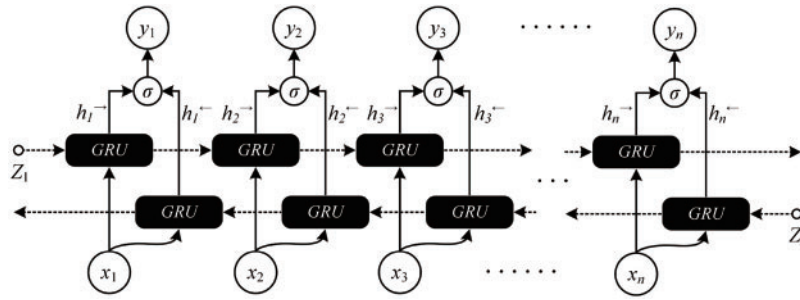 y1 y2 y3 ...... yn
σ σ σ σ
h1→ h1← h2→ h2← h3→ h3← hn→ hn←
GRU GRU GRU GRU
Z1
...
GRU GRU GRU GRU
Z
x1 x2 x3 ...... xn